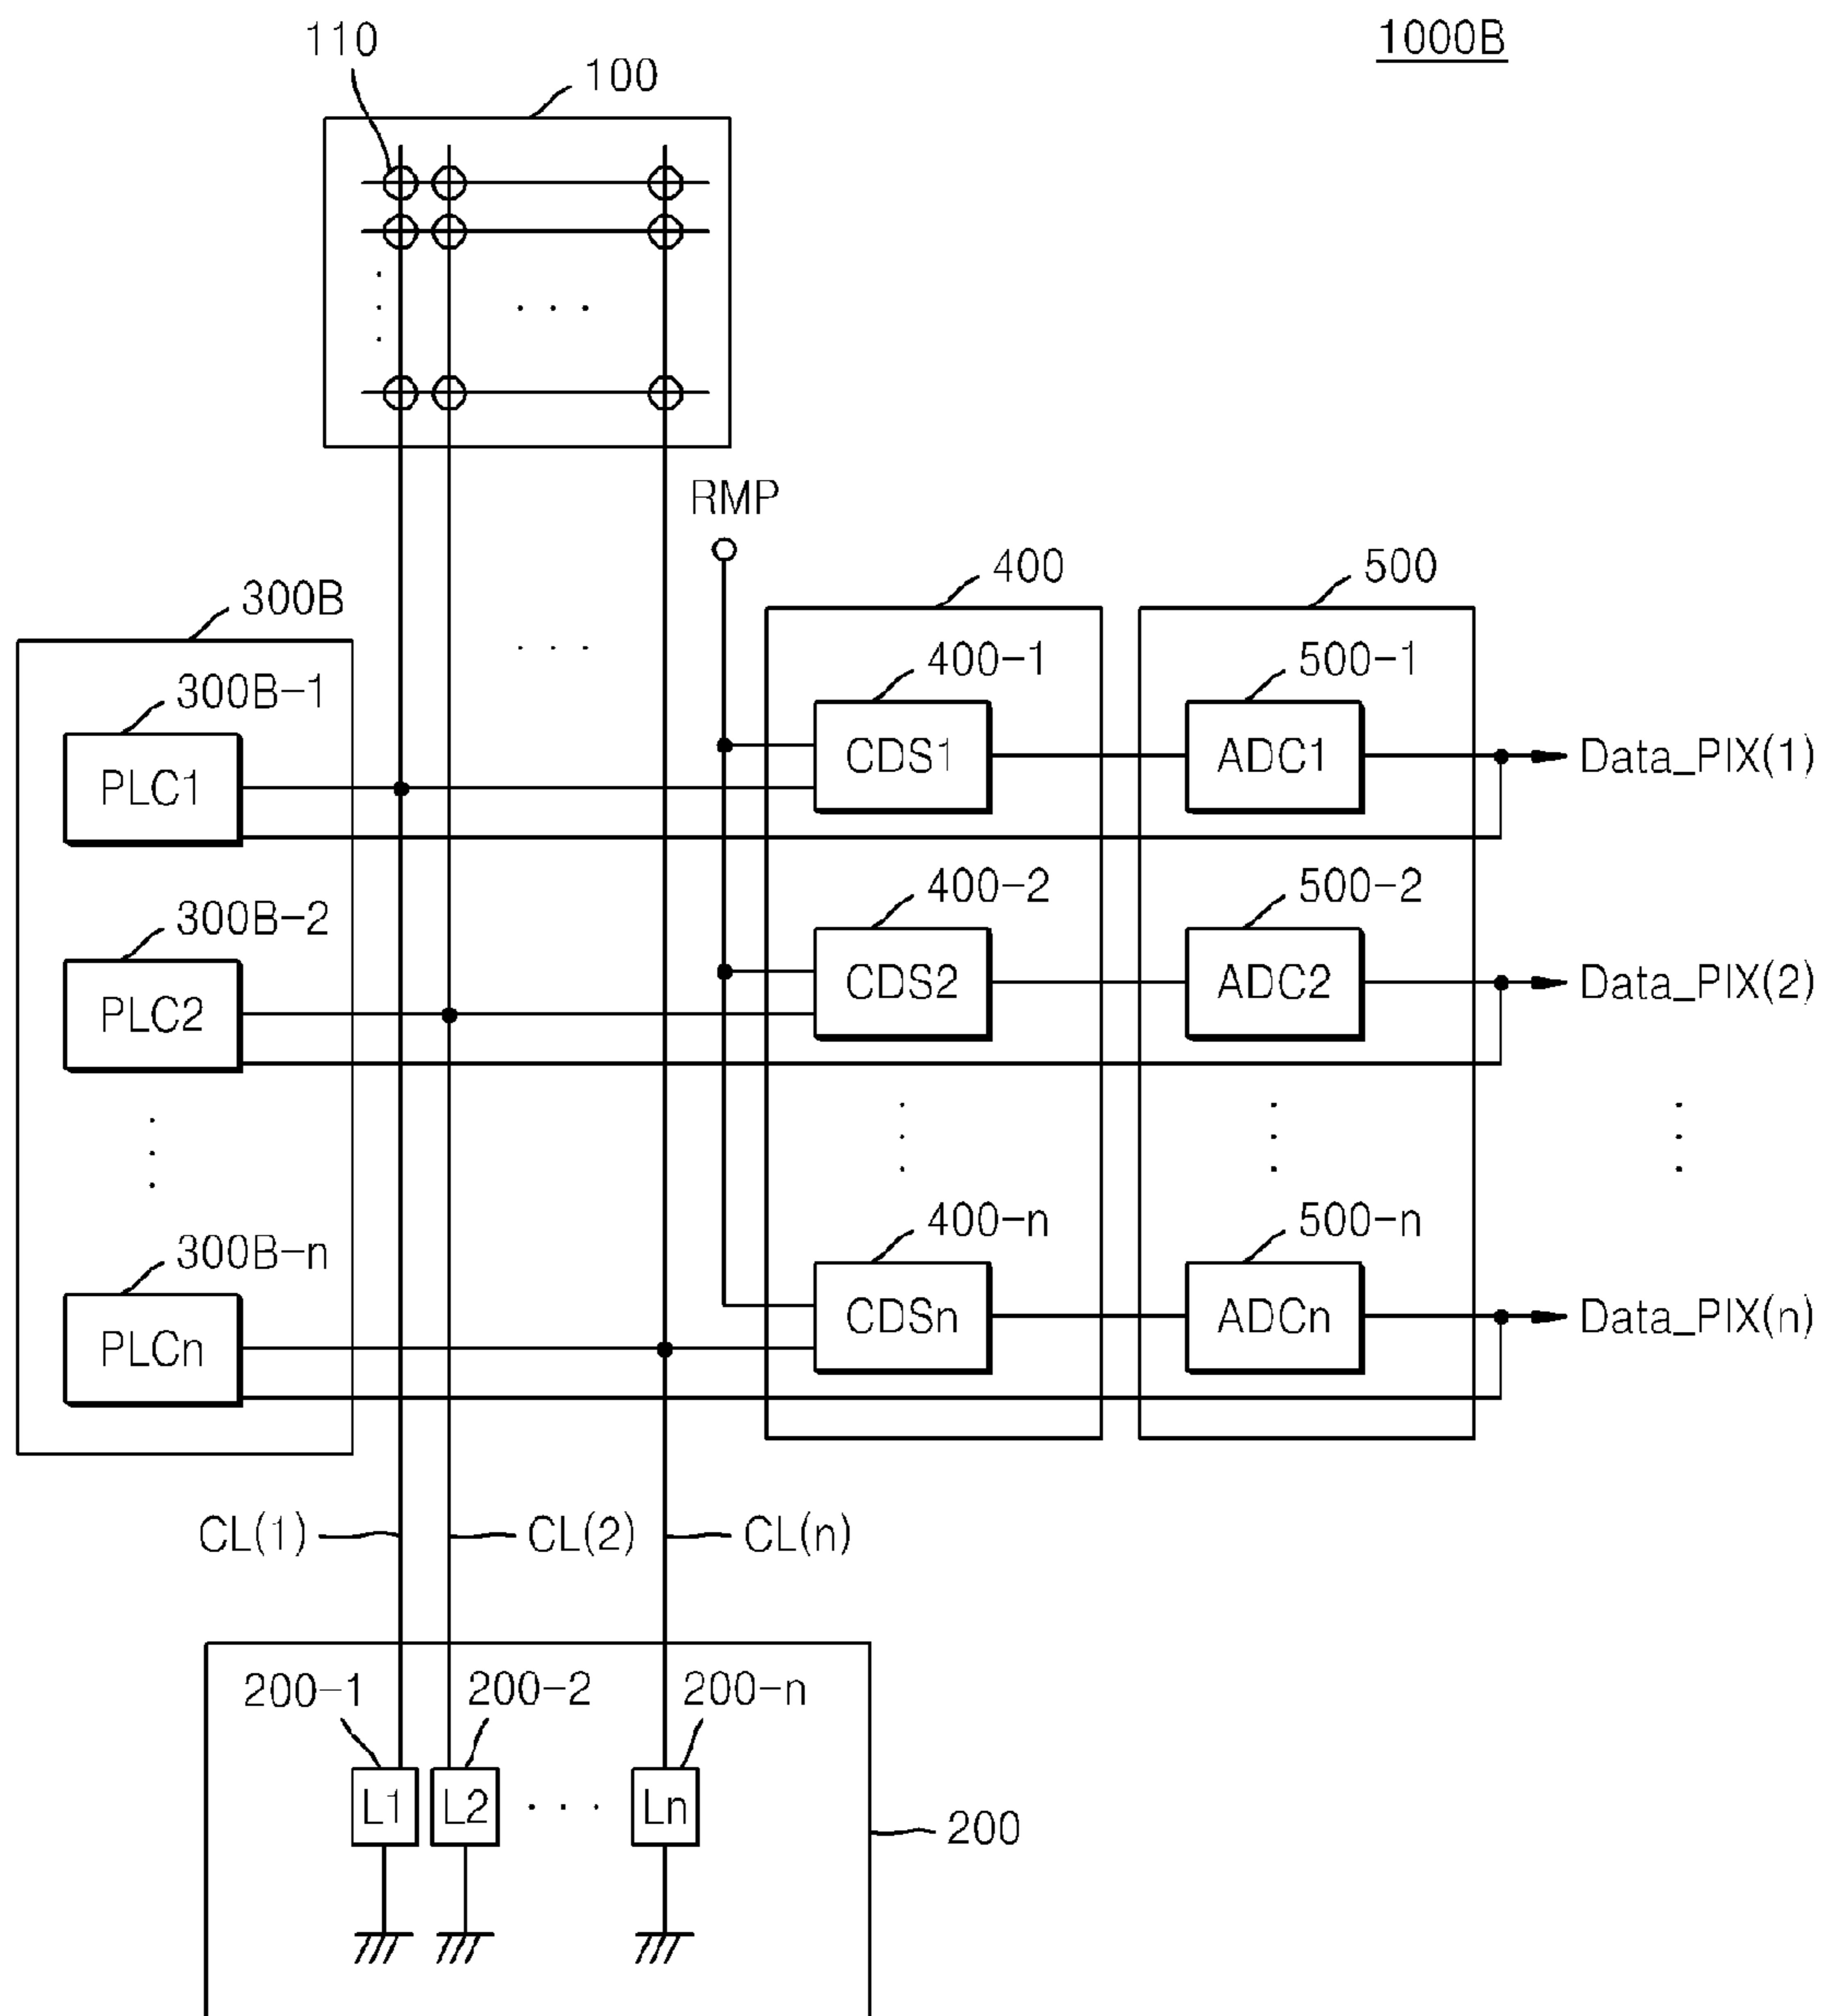 1000B
110
100
RMP
300B
400
500
300B-1
400-1
500-1
PLC1
CDS1
ADC1
Data_PIX(1)
300B-2
400-2
500-2
PLC2
CDS2
ADC2
Data_PIX(2)
300B-n
400-n
500-n
PLCn
CDSn
ADCn
Data_PIX(n)
CL(1)
CL(2)
CL(n)
200-1
200-2
200-n
L1
L2
Ln
200